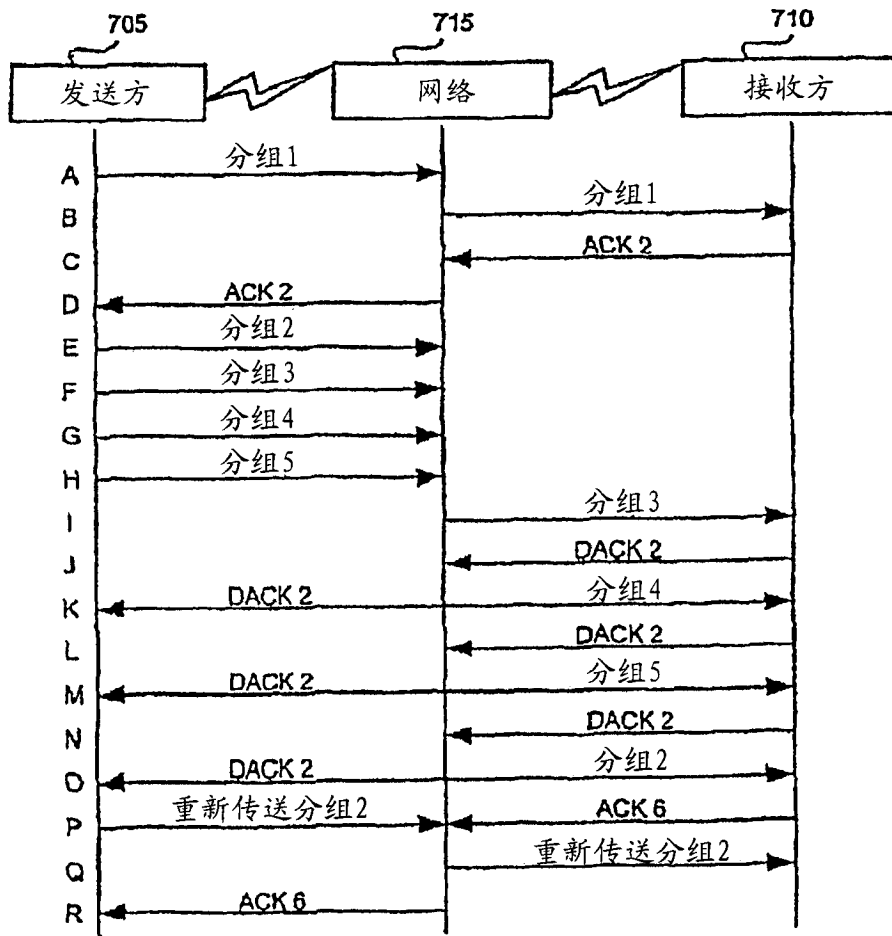 705 715 710
发送方 网络 接收方
A 分组1
B 分组1
C ACK 2
D ACK 2
E 分组2
F 分组3
G 分组4
H 分组5
I 分组3
J DACK 2
K DACK 2 分组4
L DACK 2
M DACK 2 分组5
N DACK 2
O DACK 2 分组2
P 重新传送分组2 ACK 6
Q 重新传送分组2
R ACK 6